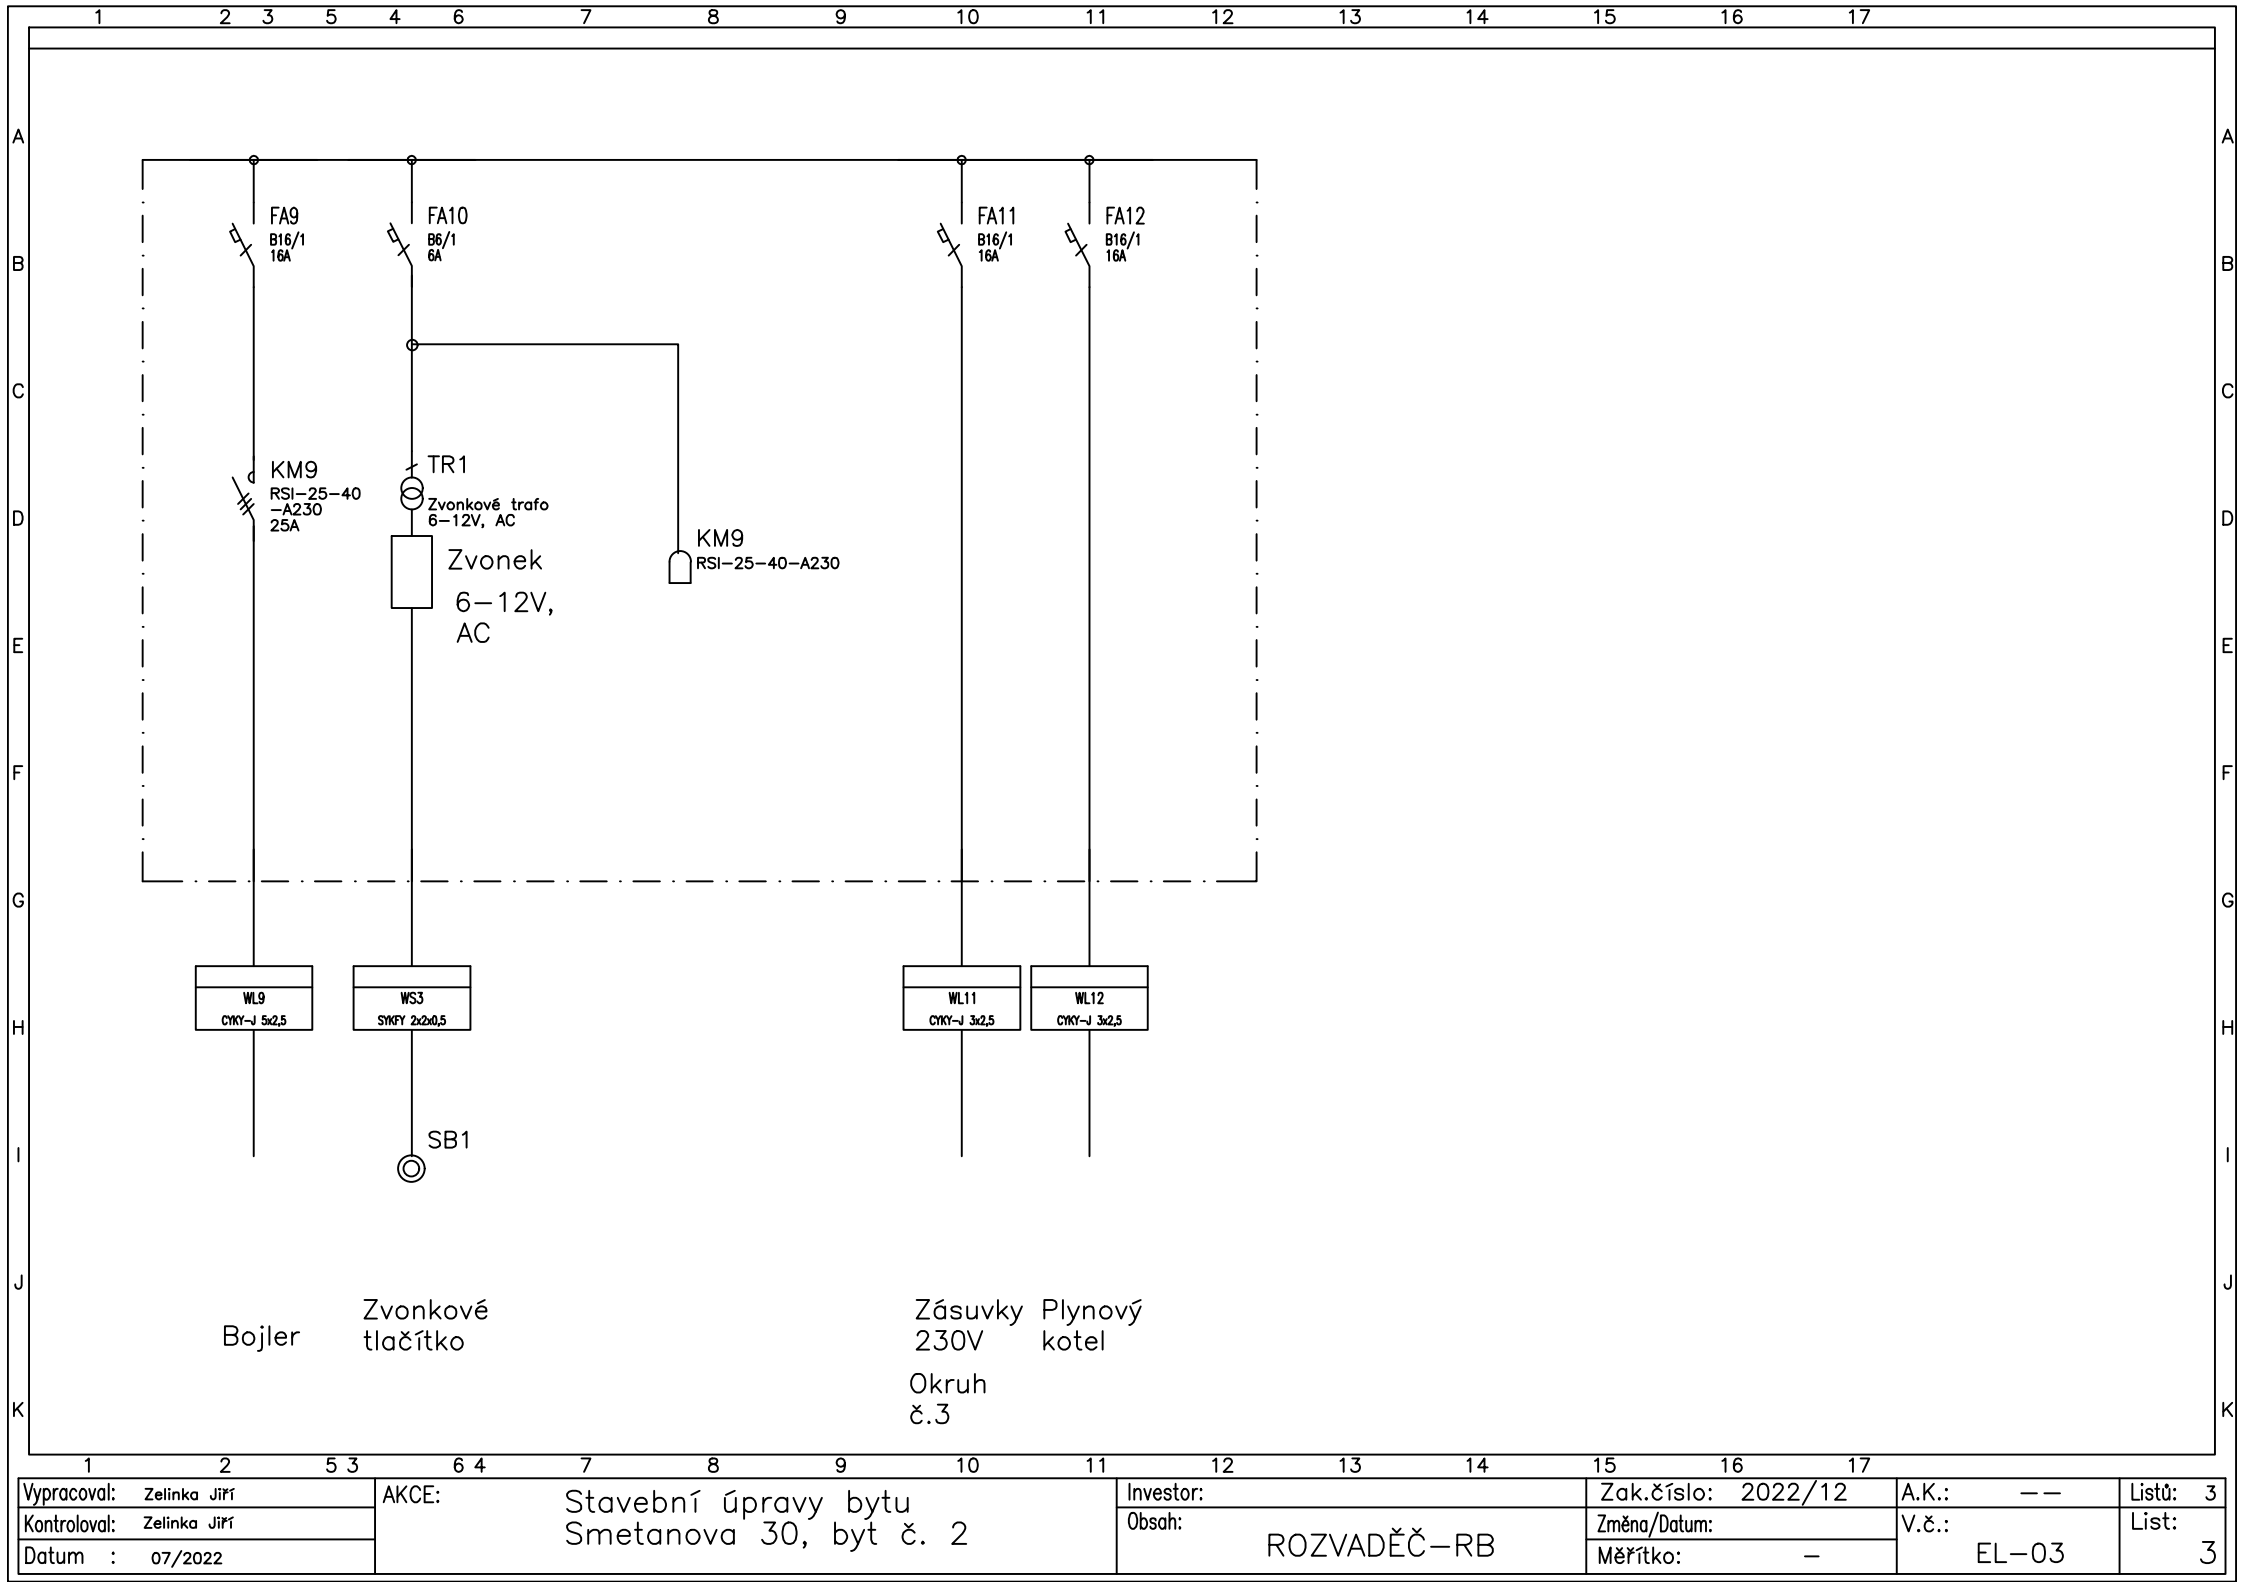 1 2 3 5 4 6 7 8 9 10 11 12 13 14 15 16 17
A A
FA9 FA10 FA11 FA12
B16/1 B6/1 B16/1 B16/1
16A 6A 16A 16A
B B
C C
KM9 TR1
RSI-25-40 Zvonkové trafo
-A230 6-12V, AC
25A
D D
KM9
RSI-25-40-A230
Zvonek
6-12V,
AC
E E
F F
G G
WL9 WS3 WL11 WL12
CYKY-J 5x2,5 SYKFY 2x2x0,5 CYKY-J 3x2,5 CYKY-J 3x2,5
H H
SB1
I I
J J
Bojler
Zvonkové
tlačítko
Zásuvky
230V
Okruh
č.3
Plynový
kotel
K K
1 2 5 3 6 4 7 8 9 10 11 12 13 14 15 16 17
Vypracoval: Zelinka Jiří
Kontroloval: Zelinka Jiří
Datum : 07/2022
AKCE: Stavební úpravy bytu
Smetanova 30, byt č. 2
Investor:
Obsah:
ROZVADĚČ-RB
Zak.číslo: 2022/12
Změna/Datum:
Měřítko: -
A.K.: --
V.č.:
EL-03
Listů: 3
List:
3